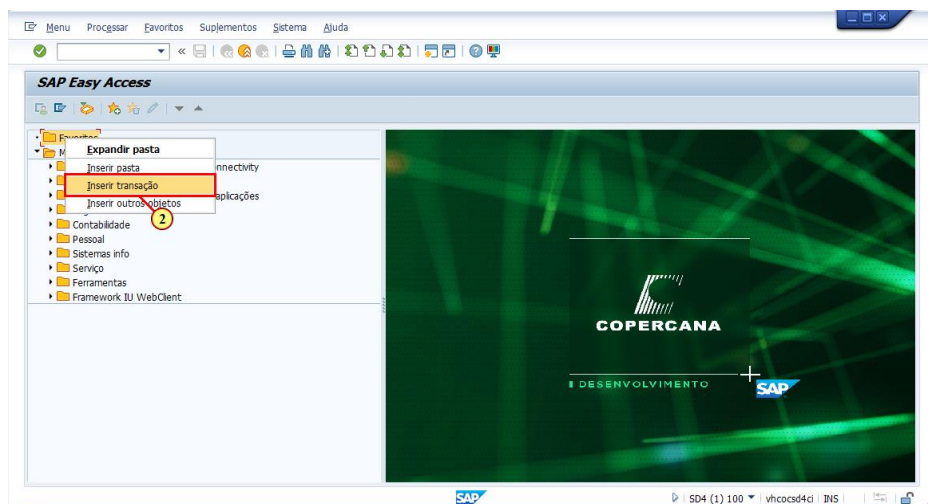 Menu Processar Favoritos Suplementos Sistema Ajuda
SAP Easy Access
Favoritos
Expandir pasta
M
Inserir pasta
nnectivity
Inserir transação
Inserir outros objetos
aplicações
2
Contabilidade
Pessoal
Sistemas info
Serviço
Ferramentas
Framework IU WebClient
COPERCANA
DESENVOLVIMENTO
SAP
SAP
SD4 (1) 100 vhcocsd4ci INS